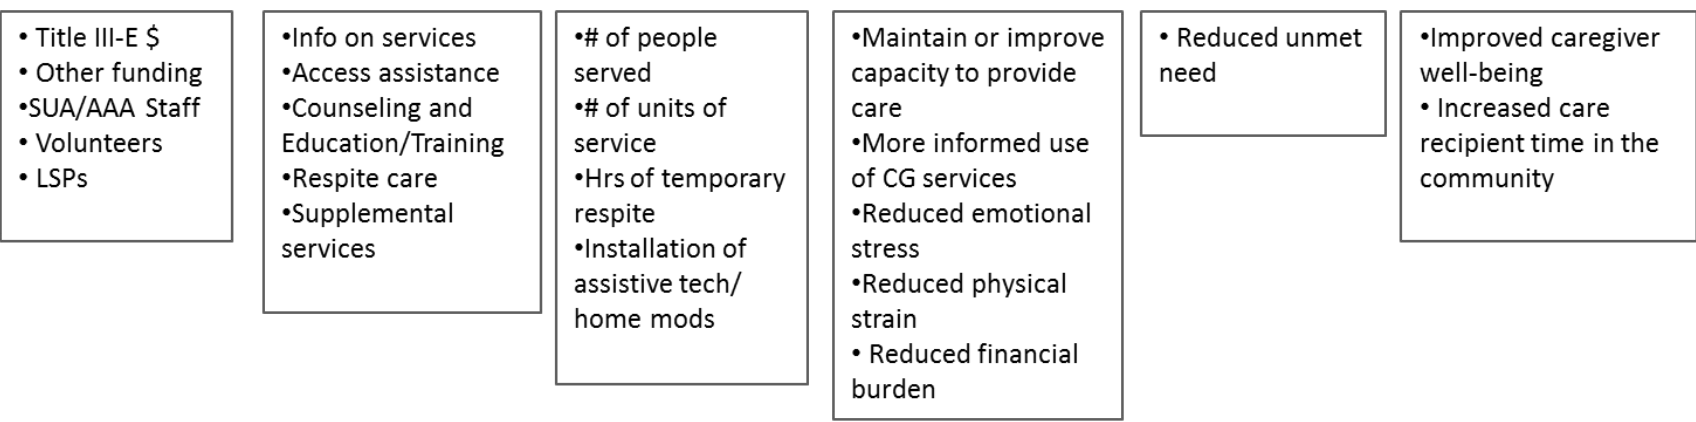 • Title III-E $
• Other funding
•SUA/AAA Staff
• Volunteers
• LSPs
•Info on services
•Access assistance
•Counseling and
Education/Training
•Respite care
•Supplemental
services
•# of people
served
•# of units of
service
•Hrs of temporary
respite
•Installation of
assistive tech/
home mods
•Maintain or improve
capacity to provide
care
•More informed use
of CG services
•Reduced emotional
stress
•Reduced physical
strain
• Reduced financial
burden
• Reduced unmet
need
•Improved caregiver
well-being
• Increased care
recipient time in the
community